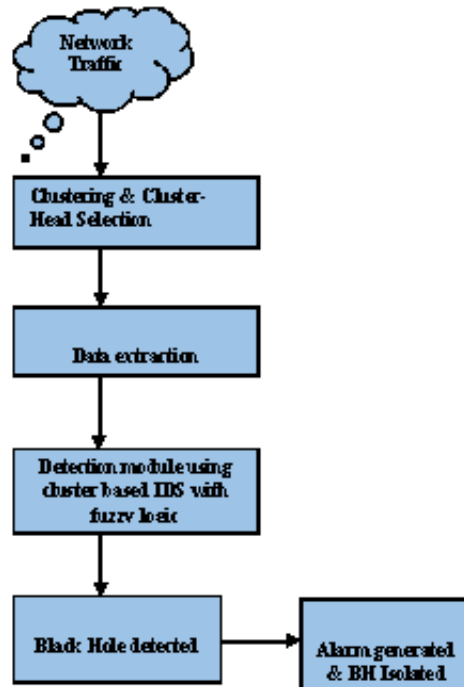 Network
Traffic
Clustering & Cluster-
Head Selection
Data extraction
Detection module using
cluster based IDS with
fuzzy logic
Black Hole detected
Alarm generated
& BH Isolated